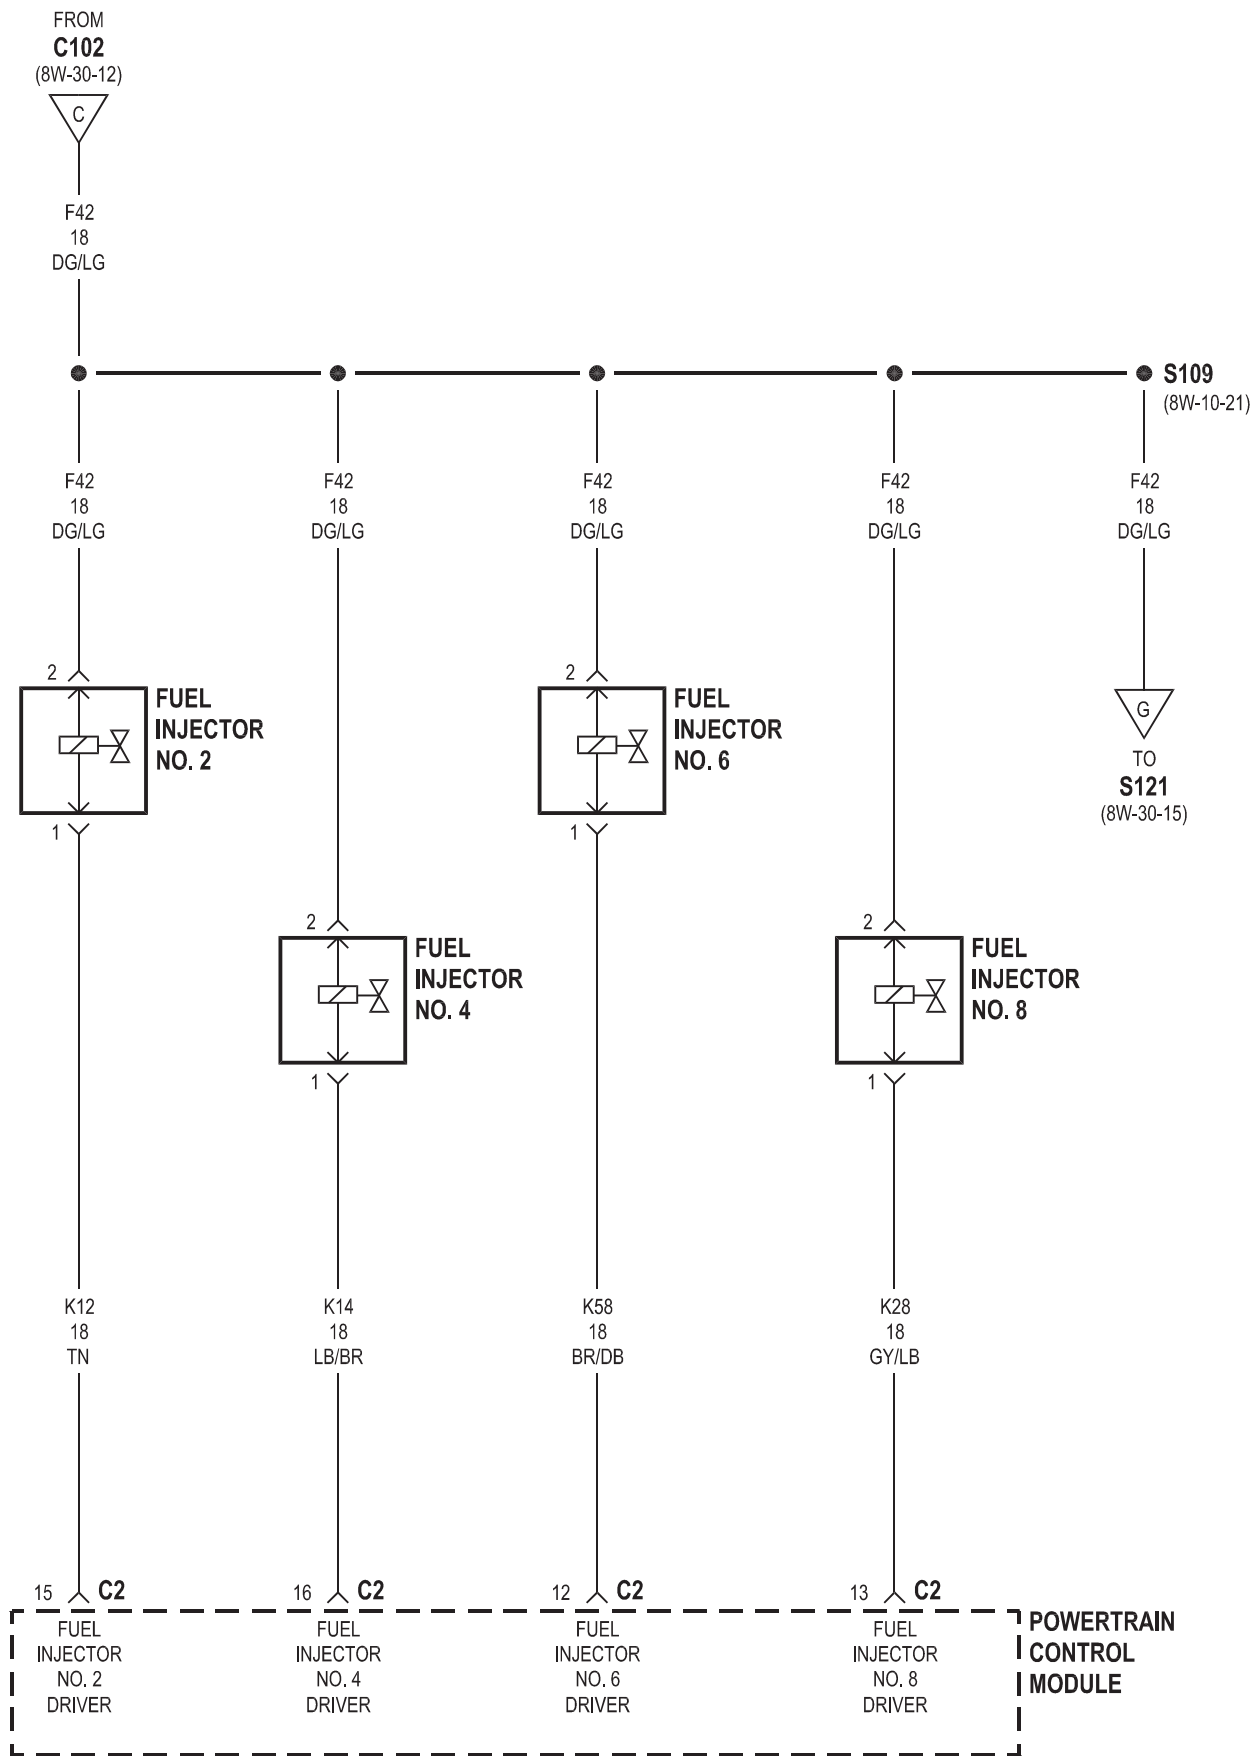 FROM
C102
(8W-30-12)
C
F42
18
DG/LG
S109
(8W-10-21)
F42
18
DG/LG
F42
18
DG/LG
F42
18
DG/LG
F42
18
DG/LG
F42
18
DG/LG
2
FUEL
INJECTOR
NO. 2
1
2
FUEL
INJECTOR
NO. 6
1
G
TO
S121
(8W-30-15)
2
FUEL
INJECTOR
NO. 4
1
2
FUEL
INJECTOR
NO. 8
1
K12
18
TN
K14
18
LB/BR
K58
18
BR/DB
K28
18
GY/LB
15 C2
16 C2
12 C2
13 C2
FUEL
INJECTOR
NO. 2
DRIVER
FUEL
INJECTOR
NO. 4
DRIVER
FUEL
INJECTOR
NO. 6
DRIVER
FUEL
INJECTOR
NO. 8
DRIVER
POWERTRAIN
CONTROL
MODULE